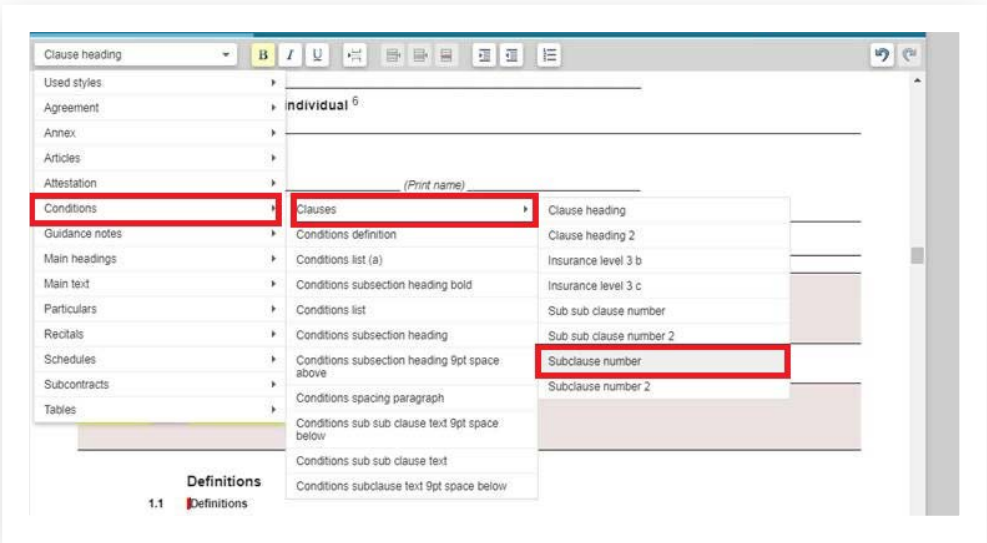 Clause heading
B I U
Used styles
Agreement
Annex
Articles
Attestation
Conditions
Guidance notes
Main headings
Main text
Particulars
Recitals
Schedules
Subcontracts
Tables
ndividual 6
(Print name)
Clauses
Conditions definition
Conditions list (a)
Conditions subsection heading bold
Conditions list
Conditions subsection heading
Conditions subsection heading 9pt space
above
Conditions spacing paragraph
Conditions sub sub clause text 9pt space
below
Conditions sub sub clause text
Conditions subclause text 9pt space below
Clause heading
Clause heading 2
Insurance level 3 b
Insurance level 3 c
Sub sub clause number
Sub sub clause number 2
Subclause number
Subclause number 2
Definitions
1.1 Definitions